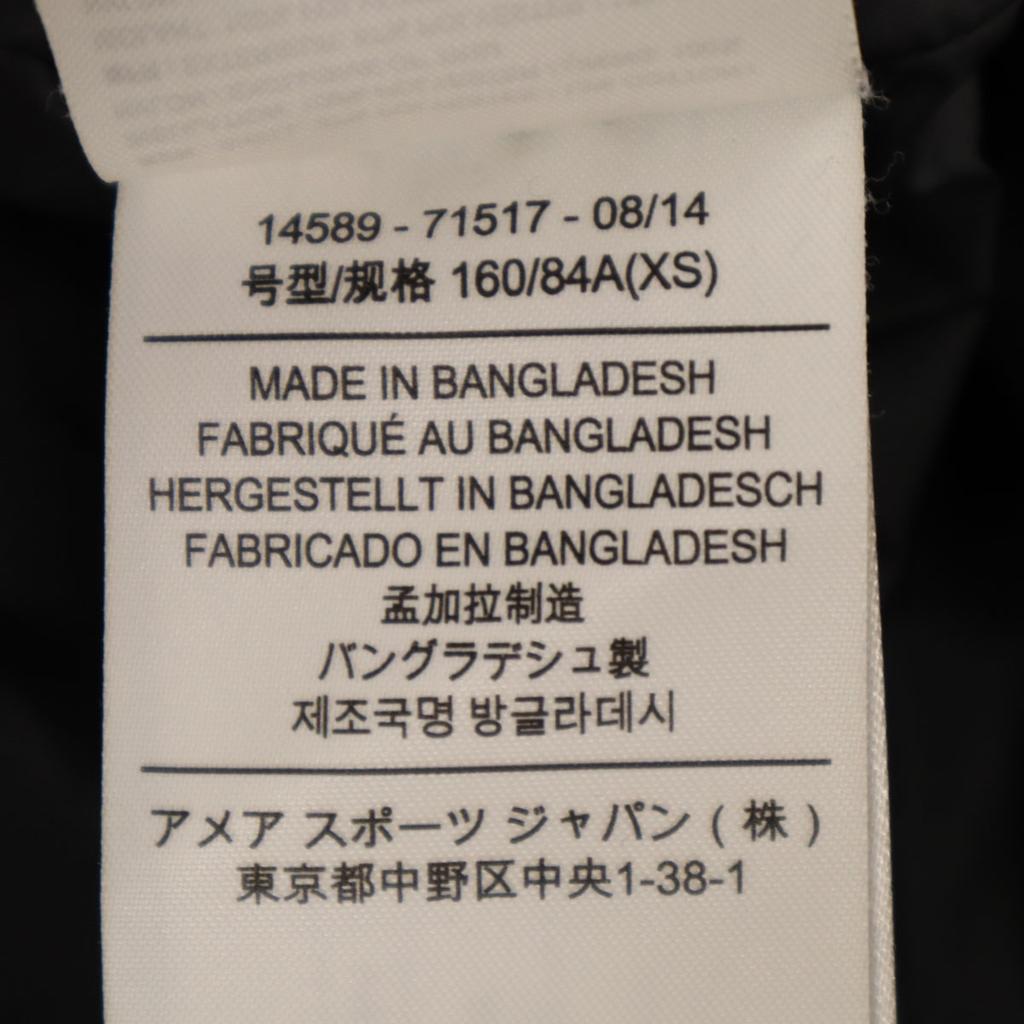 14589 - 71517 - 08/14
号型/规格 160/84A(XS)
MADE IN BANGLADESH
FABRIQUÉ AU BANGLADESH
HERGESTELLT IN BANGLADESCH
FABRICADO EN BANGLADESH
孟加拉制造
バングラデシュ製
제조국명 방글라데시
アメア スポーツ ジャパン ( 株 )
東京都中野区中央1-38-1